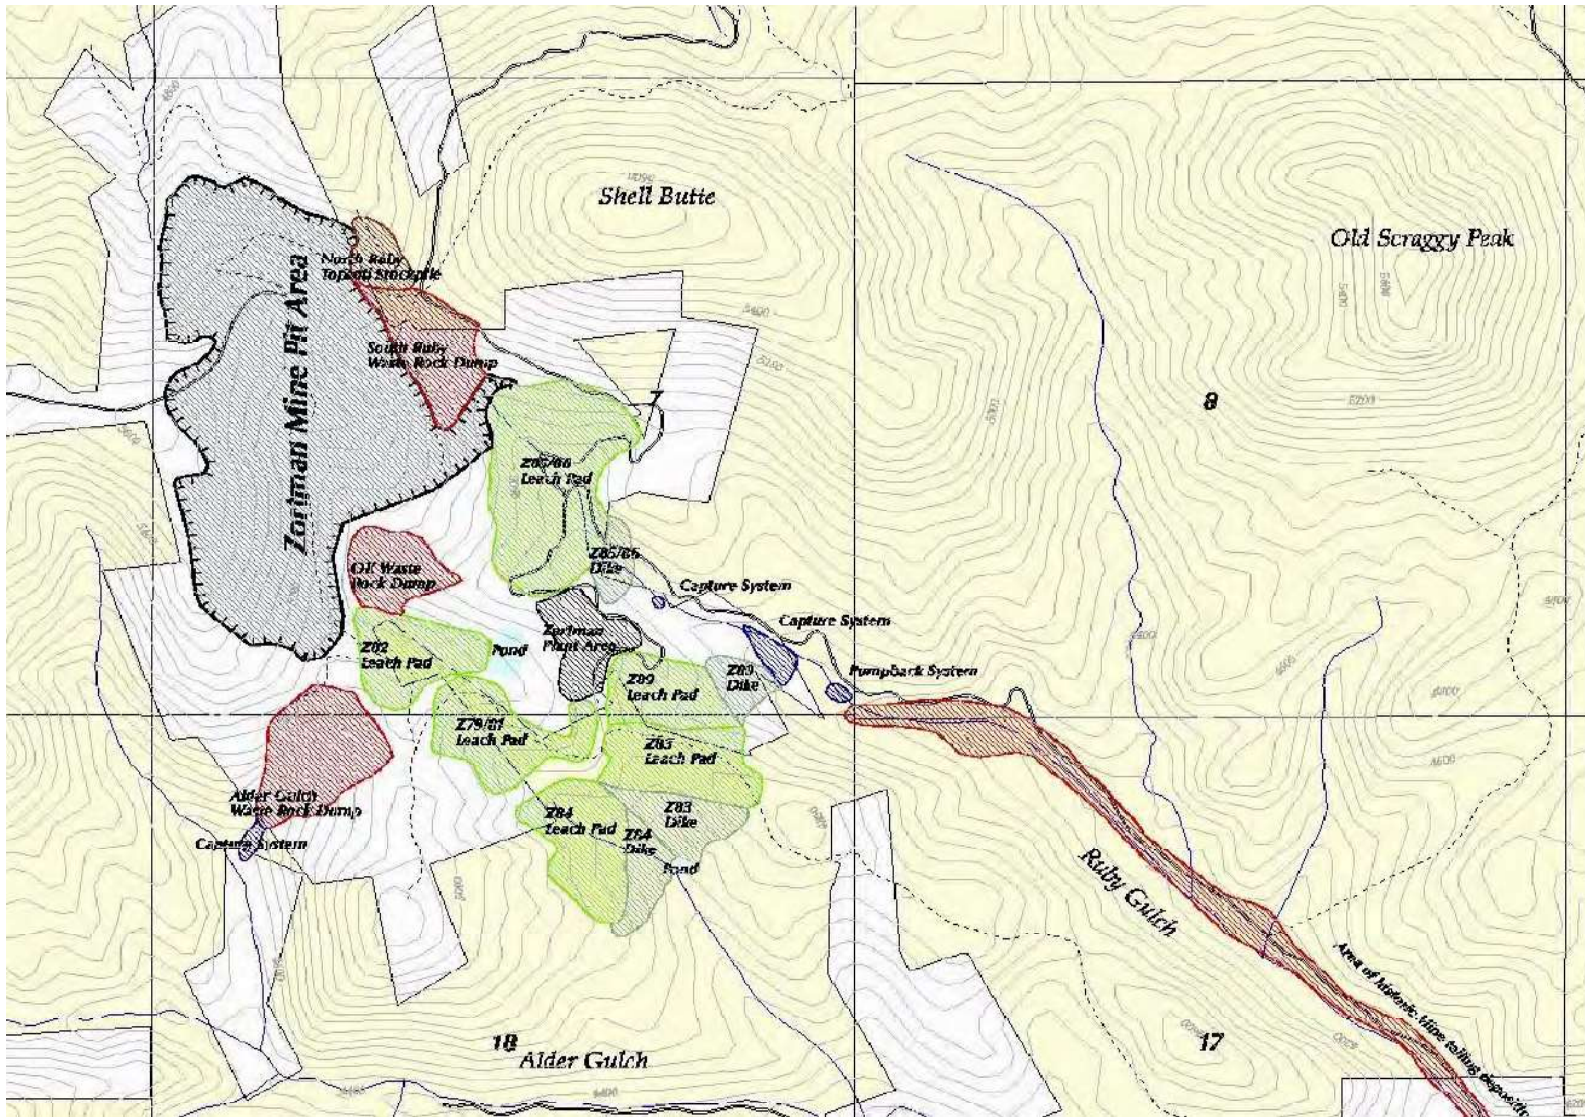 Shell Butte
Old Scraggy Peak
North Ruby
Topsoil Stockpile
Zortman Mine Pit Area
South Ruby
Waste Rock Dump
7
8
Z85/86
Leach Pad
Z85/86
Dike
Waste
Rock Dump
Capture System
Capture System
Zortman
Plant Area
Z82
Leach Pad
Pond
Pumpback System
Z89
Leach Pad
Z89
Dike
Z79/81
Leach Pad
Z83
Leach Pad
Alder Gulch
Waste Rock Dump
Z84
Leach Pad
Z83
Dike
Z84
Dike
Capture System
Pond
Ruby Gulch
Area of historic Mine tailing
18
Alder Gulch
17
5400
5200